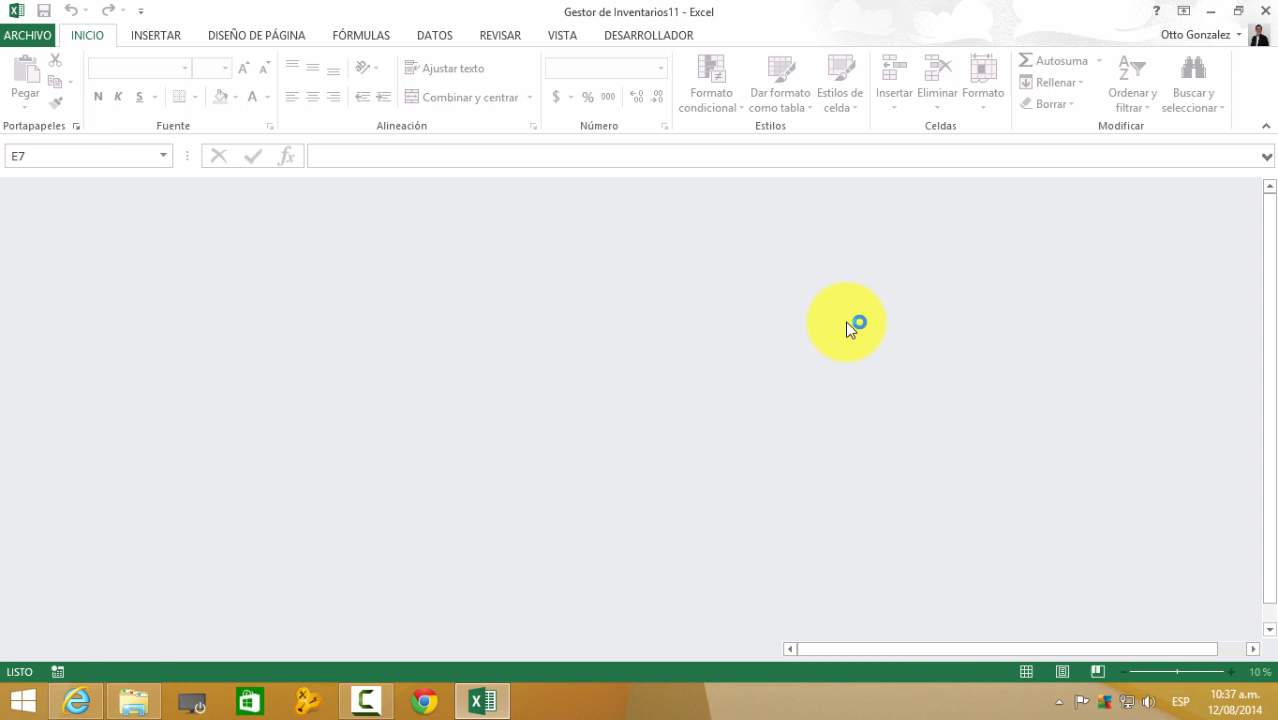 Gestor de Inventarios11 - Excel
ARCHIVO INICIO INSERTAR DISEÑO DE PÁGINA FÓRMULAS DATOS REVISAR VISTA DESARROLLADOR Otto Gonzalez
Pegar
N K S A
Ajustar texto
Combinar y centrar
$ % 000
Formato condicional
Dar formato como tabla
Estilos de celda
Insertar
Eliminar
Formato
Autosuma
Rellenar
Borrar
Ordenar y filtrar
Buscar y seleccionar
Portapapeles Fuente Alineación Número Estilos Celdas Modificar
E7 fx
LISTO 10 %
ESP
10:37 a.m.
12/08/2014